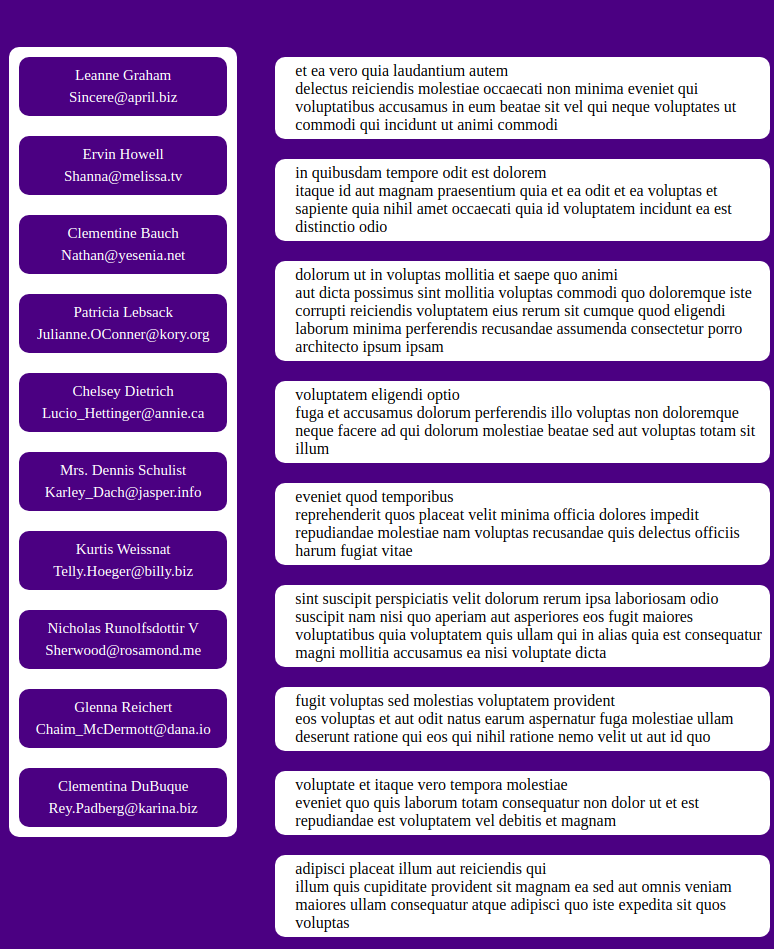 Leanne Graham
Sincere@april.biz
Ervin Howell
Shanna@melissa.tv
Clementine Bauch
Nathan@yesenia.net
Patricia Lebsack
Julianne.OConner@kory.org
Chelsey Dietrich
Lucio_Hettinger@annie.ca
Mrs. Dennis Schulist
Karley_Dach@jasper.info
Kurtis Weissnat
Telly.Hoeger@billy.biz
Nicholas Runolfsdottir V
Sherwood@rosamond.me
Glenna Reichert
Chaim_McDermott@dana.io
Clementina DuBuque
Rey.Padberg@karina.biz
et ea vero quia laudantium autem
delectus reiciendis molestiae occaecati non minima eveniet qui
voluptatibus accusamus in eum beatae sit vel qui neque voluptates ut
commodi qui incidunt ut animi commodi
in quibusdam tempore odit est dolorem
itaque id aut magnam praesentium quia et ea odit et ea voluptas et
sapiente quia nihil amet occaecati quia id voluptatem incidunt ea est
distinctio odio
dolorum ut in voluptas mollitia et saepe quo animi
aut dicta possimus sint mollitia voluptas commodi quo doloremque iste
corrupti reiciendis voluptatem eius rerum sit cumque quod eligendi
laborum minima perferendis recusandae assumenda consectetur porro
architecto ipsum ipsam
voluptatem eligendi optio
fuga et accusamus dolorum perferendis illo voluptas non doloremque
neque facere ad qui dolorum molestiae beatae sed aut voluptas totam sit
illum
eveniet quod temporibus
reprehenderit quos placeat velit minima officia dolores impedit
repudiandae molestiae nam voluptas recusandae quis delectus officiis
harum fugiat vitae
sint suscipit perspiciatis velit dolorum rerum ipsa laboriosam odio
suscipit nam nisi quo aperiam aut asperiores eos fugit maiores
voluptatibus quia voluptatem quis ullam qui in alias quia est consequatur
magni mollitia accusamus ea nisi voluptate dicta
fugit voluptas sed molestias voluptatem provident
eos voluptas et aut odit natus earum aspernatur fuga molestiae ullam
deserunt ratione qui eos qui nihil ratione nemo velit ut aut id quo
voluptate et itaque vero tempora molestiae
eveniet quo quis laborum totam consequatur non dolor ut et est
repudiandae est voluptatem vel debitis et magnam
adipisci placeat illum aut reiciendis qui
illum quis cupiditate provident sit magnam ea sed aut omnis veniam
maiores ullam consequatur atque adipisci quo iste expedita sit quos
voluptas